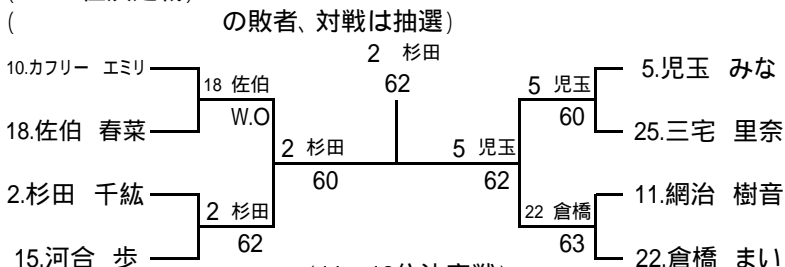 ( の敗者、対戦は抽選)
2 杉田
62
10.カフリー エミリ
18.佐伯 春菜
18 佐伯
W.O
2.杉田 千紘
15.河合 歩
2 杉田
62
2 杉田
60
5 児玉
62
5 児玉
60
5.児玉 みな
25.三宅 里奈
22 倉橋
63
11.網治 樹音
22.倉橋 まい